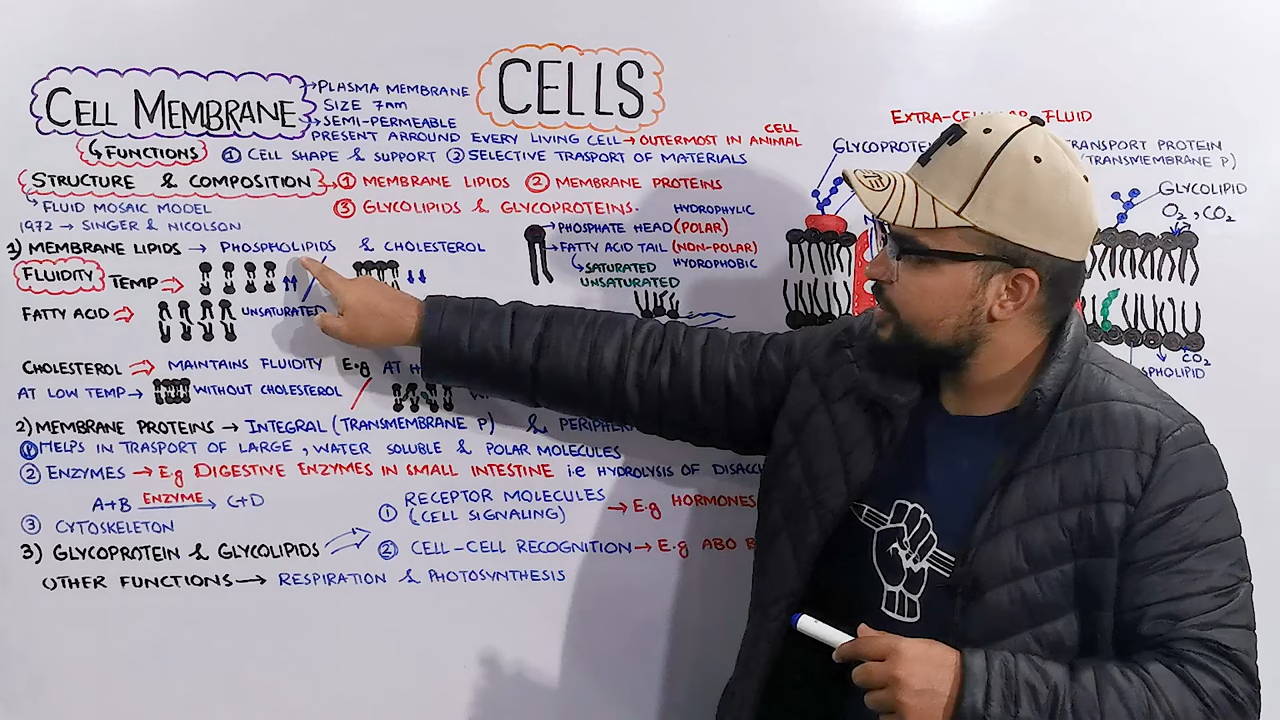 CELLS
CELL MEMBRANE
→ PLASMA MEMBRANE
SIZE 7nm
→ SEMI-PERMEABLE
PRESENT ARROUND EVERY LIVING CELL → OUTERMOST IN ANIMAL CELL
↳ FUNCTIONS ① CELL SHAPE & SUPPORT ② SELECTIVE TRASPORT OF MATERIALS
STRUCTURE & COMPOSITION → ① MEMBRANE LIPIDS ② MEMBRANE PROTEINS
③ GLYCOLIPIDS & GLYCOPROTEINS.
↳ FLUID MOSAIC MODEL
1972 → SINGER & NICOLSON
1) MEMBRANE LIPIDS → PHOSPHOLIPIDS & CHOLESTEROL
HYDROPHYLIC
→ PHOSPHATE HEAD (POLAR)
→ FATTY ACID TAIL (NON-POLAR)
HYDROPHOBIC
↳ SATURATED
UNSATURATED
FLUIDITY TEMP ⇒ ↑↑ ↓↓
FATTY ACID ⇒ UNSATURATED
CHOLESTEROL ⇒ MAINTAINS FLUIDITY E.g AT
AT LOW TEMP → WITHOUT CHOLESTEROL
2) MEMBRANE PROTEINS → INTEGRAL (TRANSMEMBRANE P) &
① HELPS IN TRASPORT OF LARGE, WATER SOLUBLE & POLAR MOLECULES
② ENZYMES → E.g DIGESTIVE ENZYMES IN SMALL INTESTINE i.e HYDROLYSIS OF
A+B ENZYME → C+D
③ CYTOSKELETON
3) GLYCOPROTEIN & GLYCOLIPIDS
① RECEPTOR MOLECULES (CELL SIGNALING) → E.g HORMONES
② CELL-CELL RECOGNITION → E.g ABO
OTHER FUNCTIONS → RESPIRATION & PHOTOSYNTHESIS
FLUID
TRANSPORT PROTEIN
(TRANSMEMBRANE P)
GLYCOLIPID
O₂, CO₂
CO₂